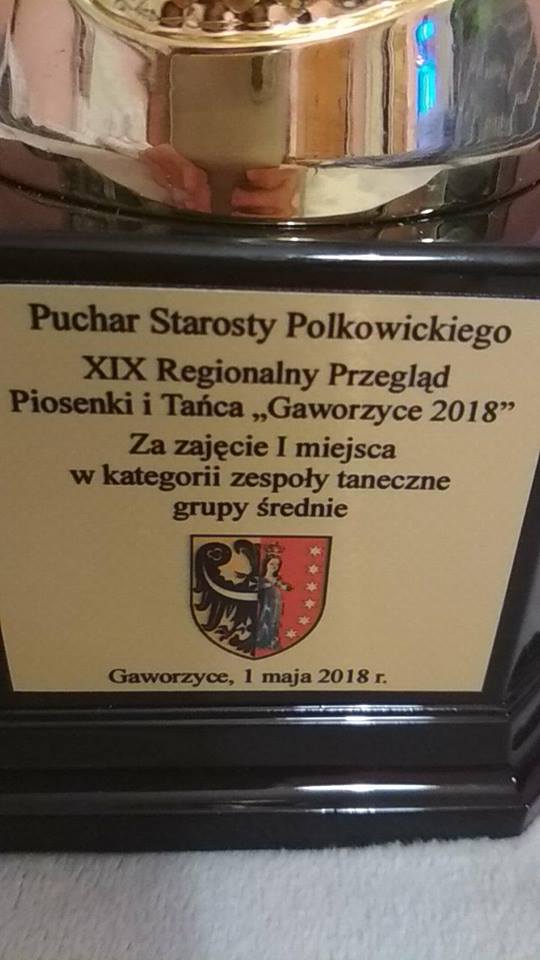 Puchar Starosty Polkowickiego
XIX Regionalny Przegląd
Piosenki i Tańca „Gaworzyce 2018”
Za zajęcie I miejsca
w kategorii zespoły taneczne
grupy średnie
Gaworzyce, 1 maja 2018 r.